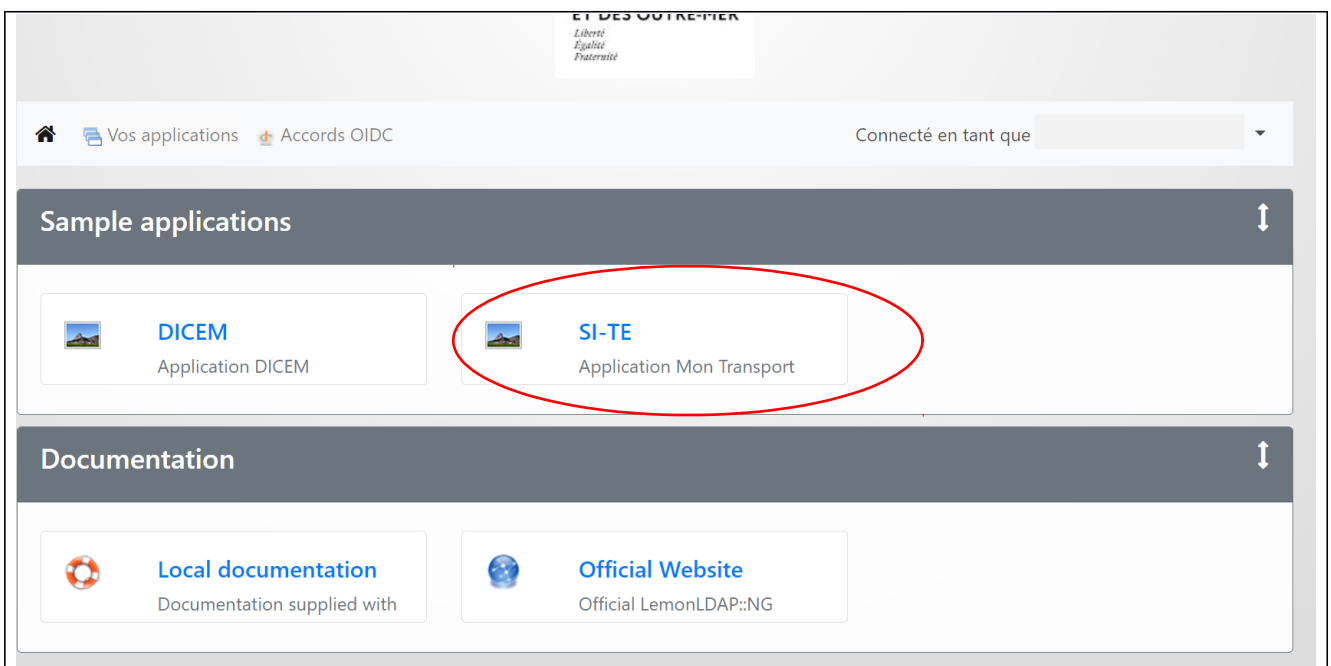 ET DES OUTRE-MER
Liberté
Égalité
Fraternité
Vos applications Accords OIDC Connecté en tant que
Sample applications
DICEM
Application DICEM
SI-TE
Application Mon Transport
Documentation
Local documentation
Documentation supplied with
Official Website
Official LemonLDAP::NG